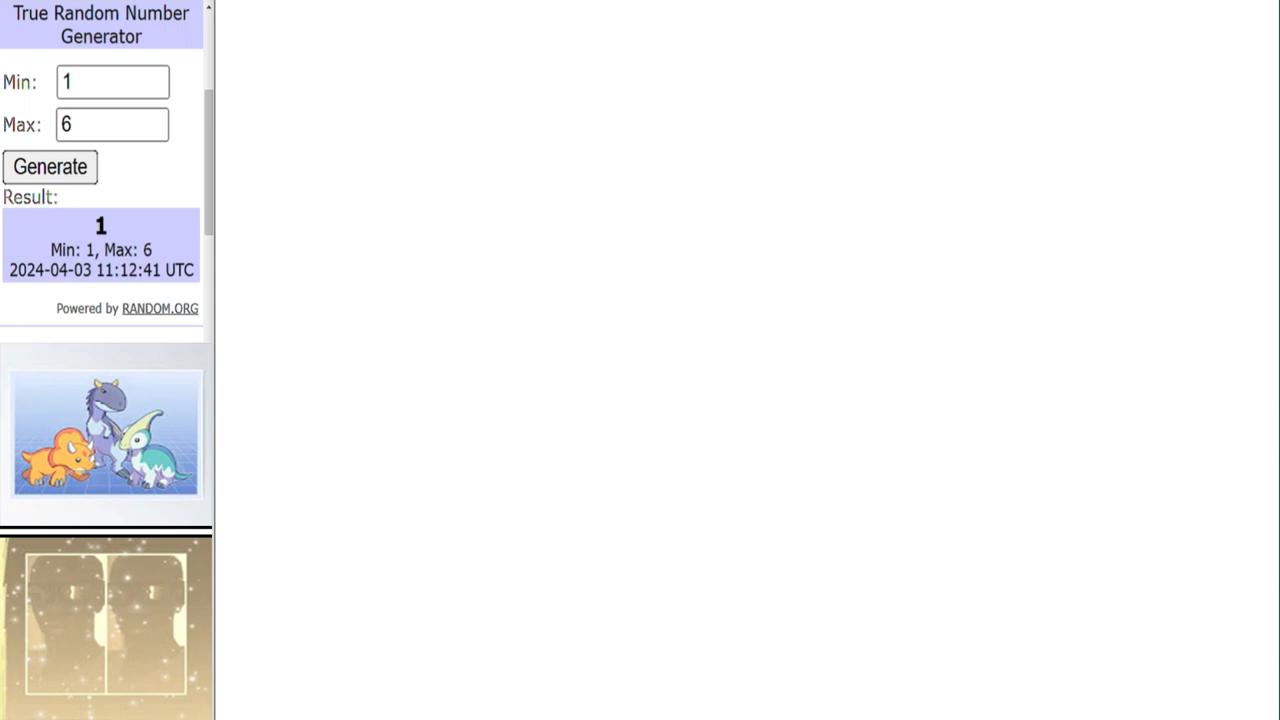 True Random Number
Generator
Min: 1
Max: 6
Generate
Result:
1
Min: 1, Max: 6
2024-04-03 11:12:41 UTC
Powered by RANDOM.ORG